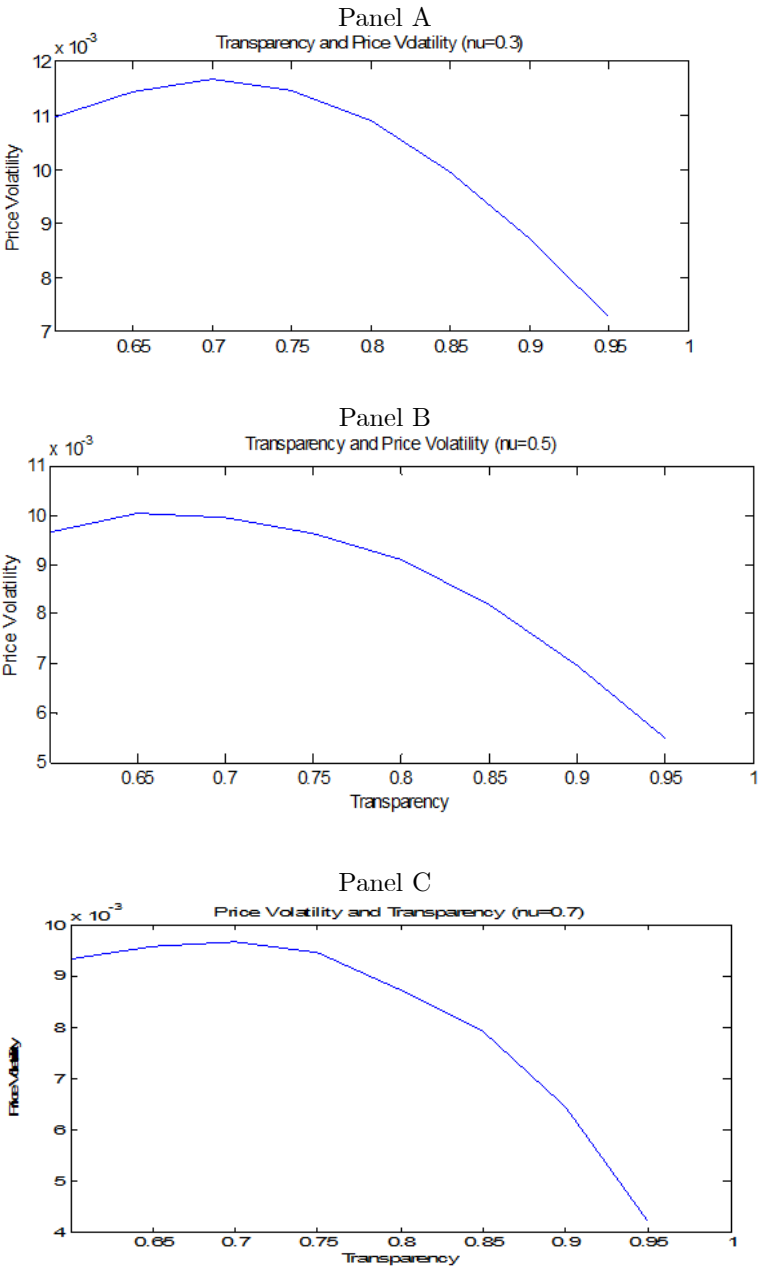 Panel A
Transparency and Price Volatility (nu=0.3)
x 10-3
12
11
10
9
8
7
Price Volatility
0.65 0.7 0.75 0.8 0.85 0.9 0.95 1
Panel B
Transparency and Price Volatility (nu=0.5)
x 10-3
11
10
9
8
7
6
5
Price Volatility
0.65 0.7 0.75 0.8 0.85 0.9 0.95 1
Transparency
Panel C
Price Volatility and Transparency (nu=0.7)
x 10-3
10
9
8
7
6
5
4
Price Volatility
0.65 0.7 0.75 0.8 0.85 0.9 0.95 1
Transparency